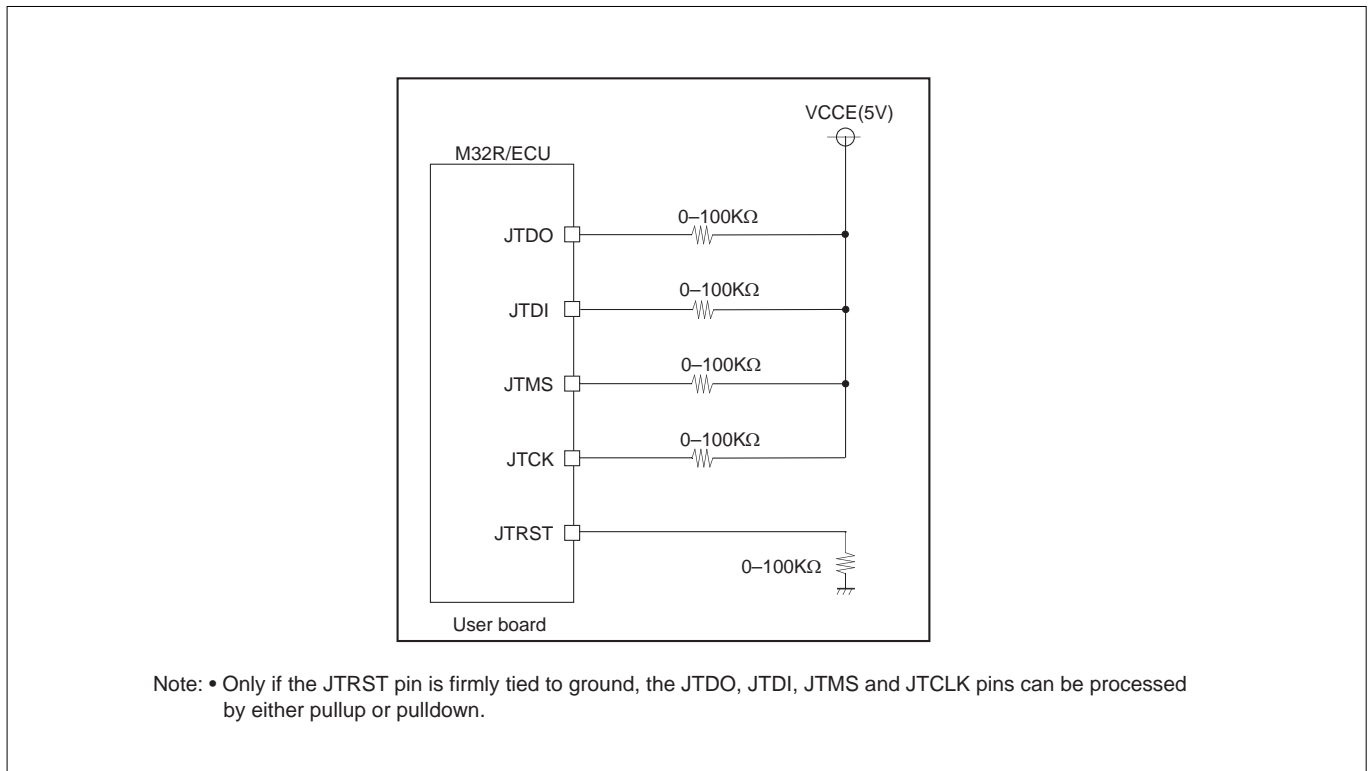 VCCE(5V)
M32R/ECU
0–100KΩ
JTDO
0–100KΩ
JTDI
0–100KΩ
JTMS
0–100KΩ
JTCK
JTRST
0–100KΩ
User board
Note: • Only if the JTRST pin is firmly tied to ground, the JTDO, JTDI, JTMS and JTCLK pins can be processed
by either pullup or pulldown.